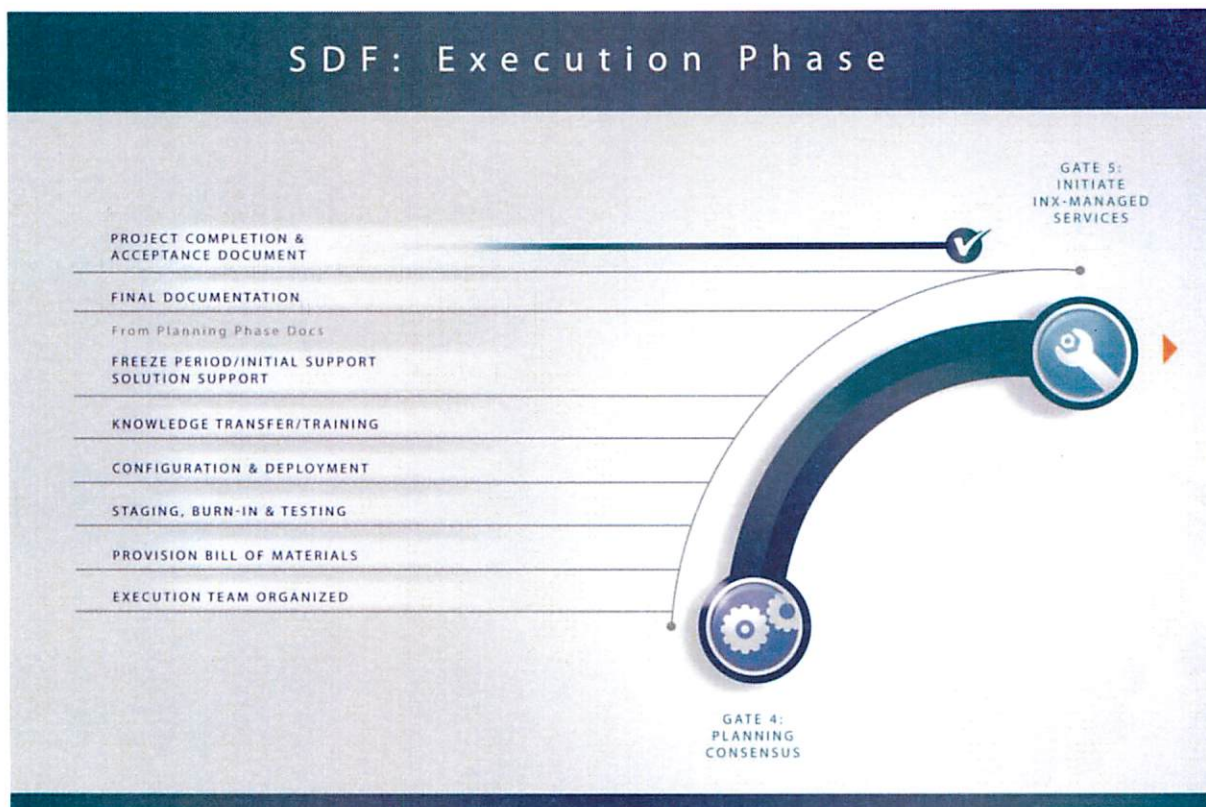 SDF: Execution Phase
GATE 5:
INITIATE
INX-MANAGED
SERVICES
PROJECT COMPLETION &
ACCEPTANCE DOCUMENT
FINAL DOCUMENTATION
From Planning Phase Docs
FREEZE PERIOD/INITIAL SUPPORT
SOLUTION SUPPORT
KNOWLEDGE TRANSFER/TRAINING
CONFIGURATION & DEPLOYMENT
STAGING, BURN-IN & TESTING
PROVISION BILL OF MATERIALS
EXECUTION TEAM ORGANIZED
GATE 4:
PLANNING
CONSENSUS